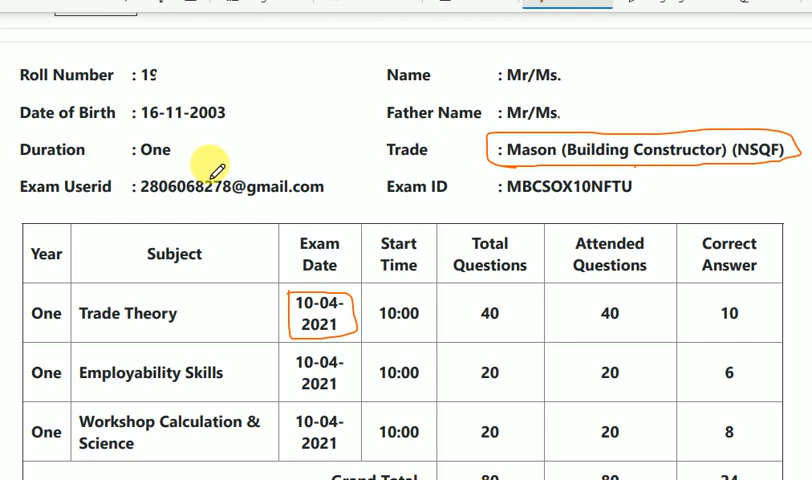 Roll Number : 19
Name : Mr/Ms.
Date of Birth : 16-11-2003
Father Name : Mr/Ms.
Duration : One
Trade : Mason (Building Constructor) (NSQF)
Exam Userid : 2806068278@gmail.com
Exam ID : MBCSOX10NFTU
Year Subject Exam Date Start Time Total Questions Attended Questions Correct Answer
One Trade Theory 10-04-2021 10:00 40 40 10
One Employability Skills 10-04-2021 10:00 20 20 6
One Workshop Calculation & Science 10-04-2021 10:00 20 20 8
Grand Total 80 80 24